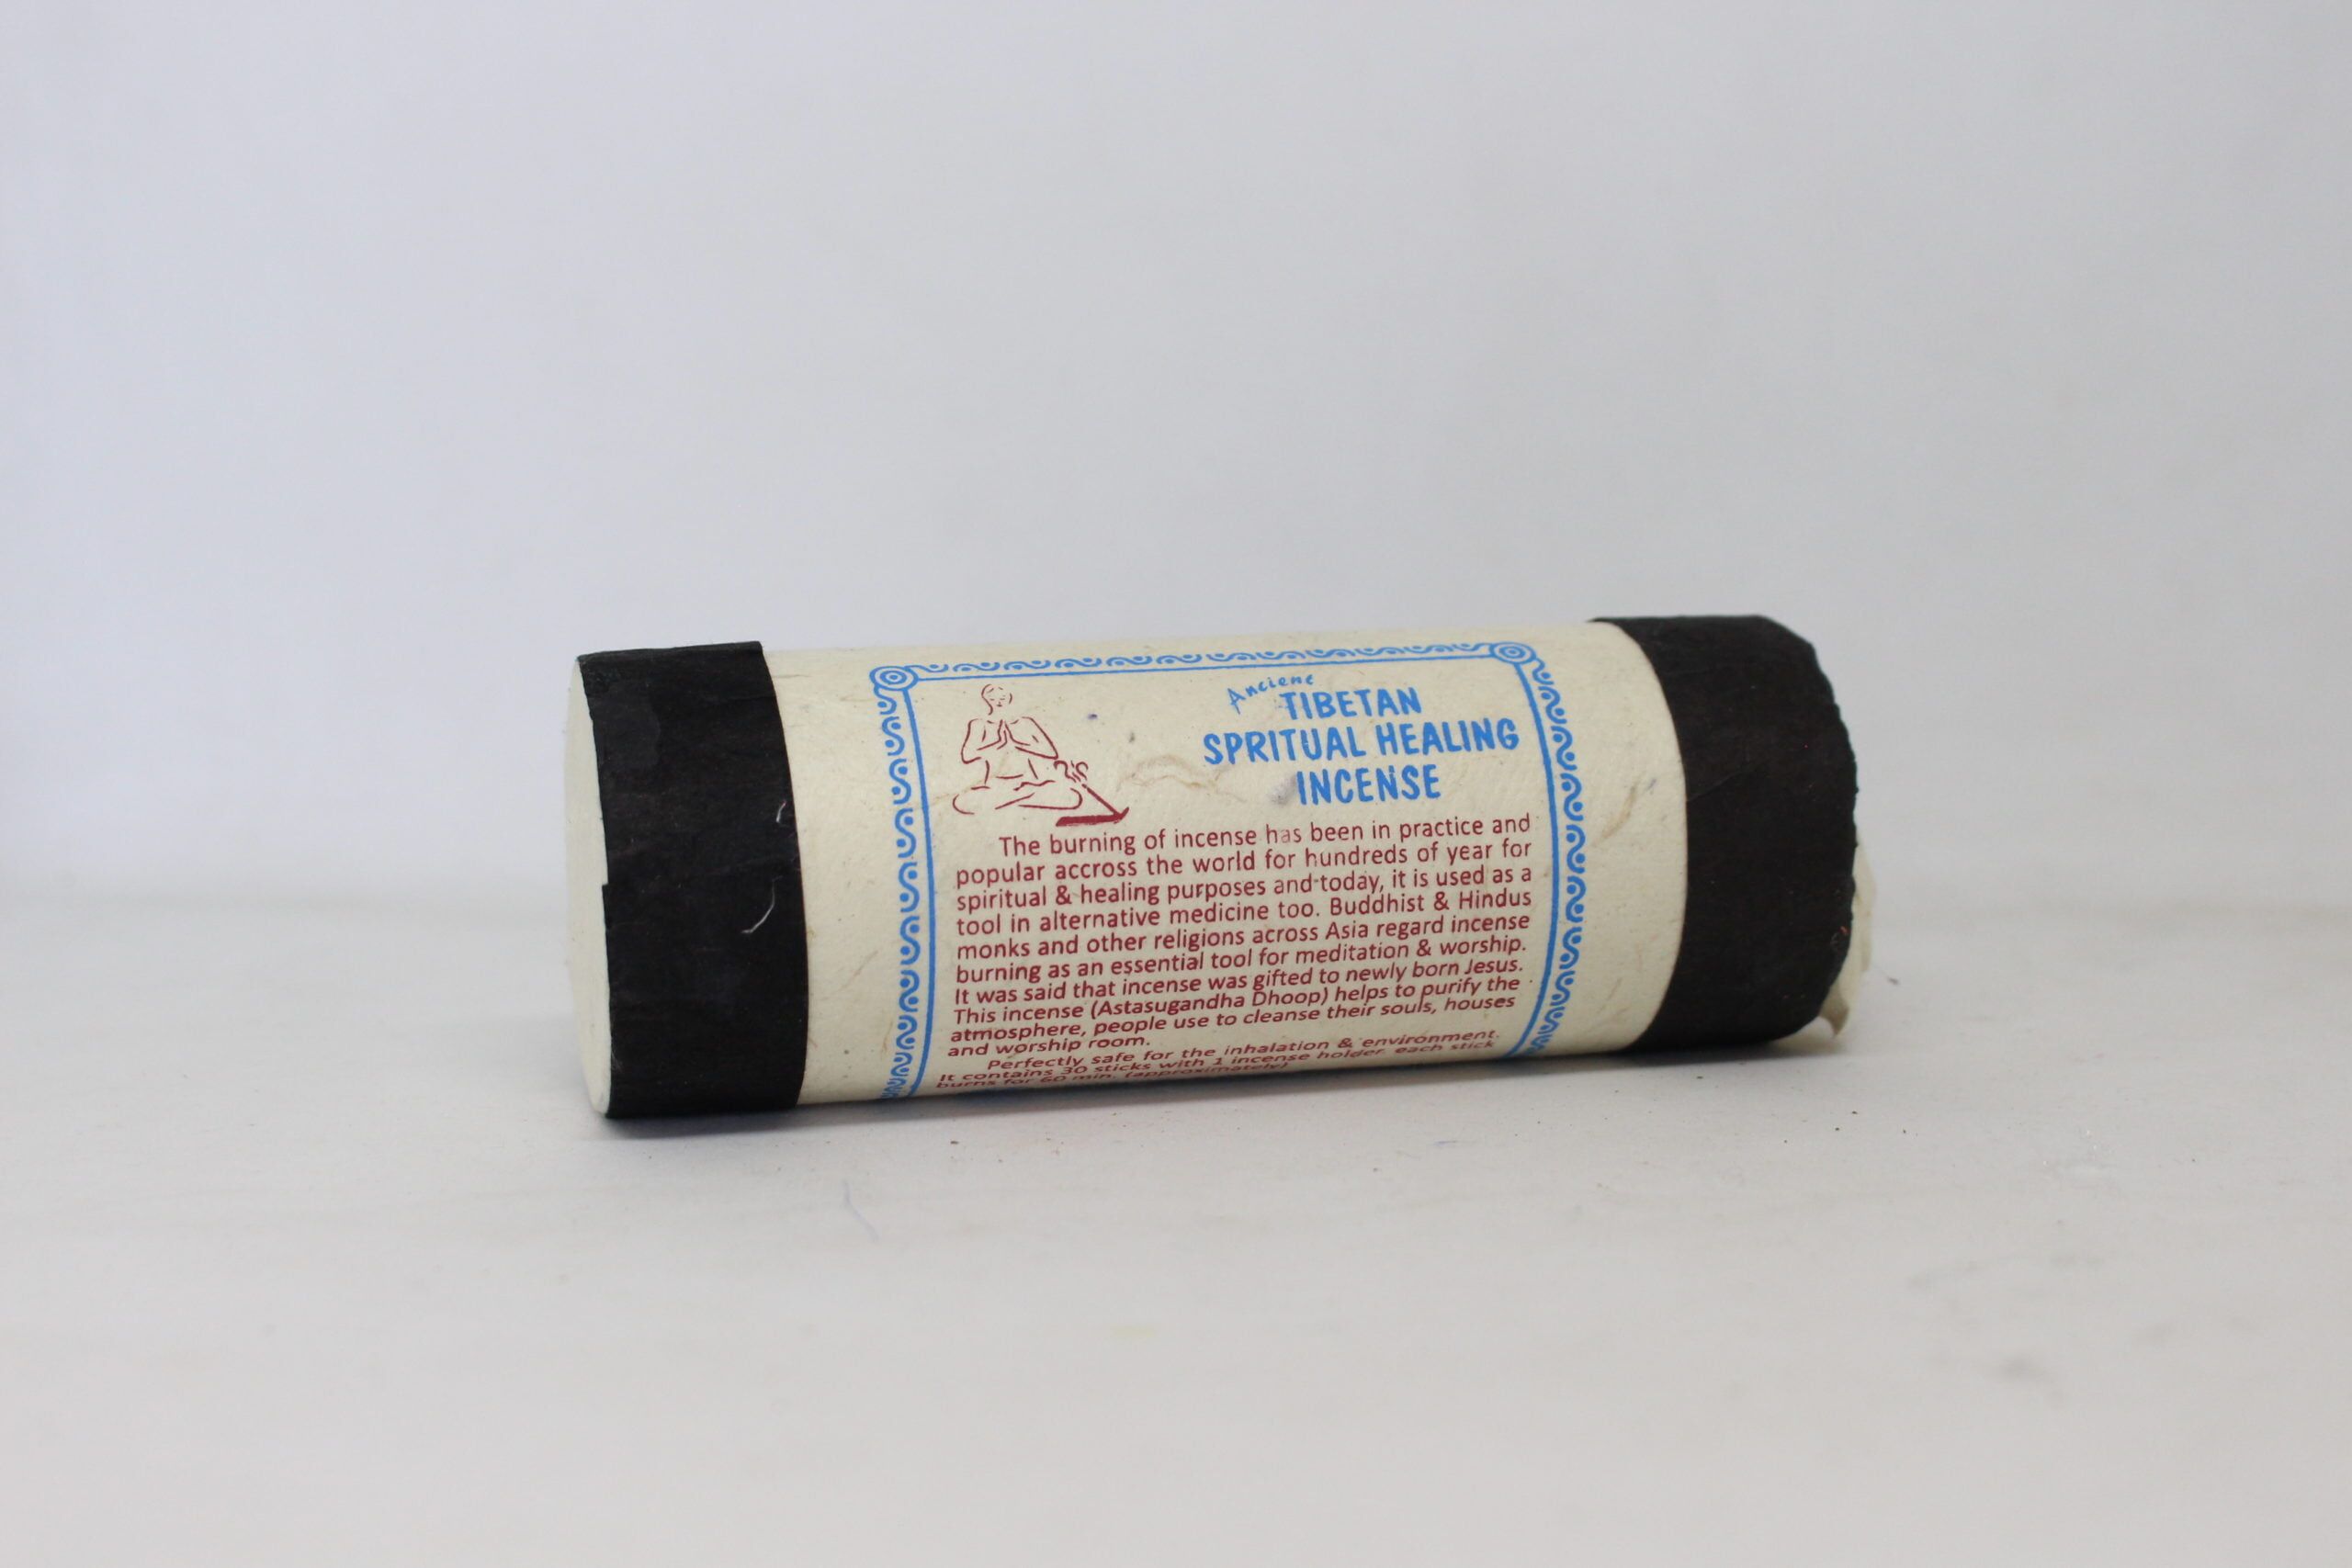 Ancient
TIBETAN
SPRITUAL HEALING
INCENSE
The burning of incense has been in practice and
popular accross the world for hundreds of year for
spiritual & healing purposes and today, it is used as a
tool in alternative medicine too. Buddhist & Hindus
monks and other religions across Asia regard incense
burning as an essential tool for meditation & worship.
It was said that incense was gifted to newly born Jesus.
This incense (Astasugandha Dhoop) helps to purify the
atmosphere, people use to cleanse their souls, houses
and worship room.
Perfectly safe for the inhalation & environment.
It contains 30 sticks with 1 incense holder each stick
burns for 60 min. (approximately)